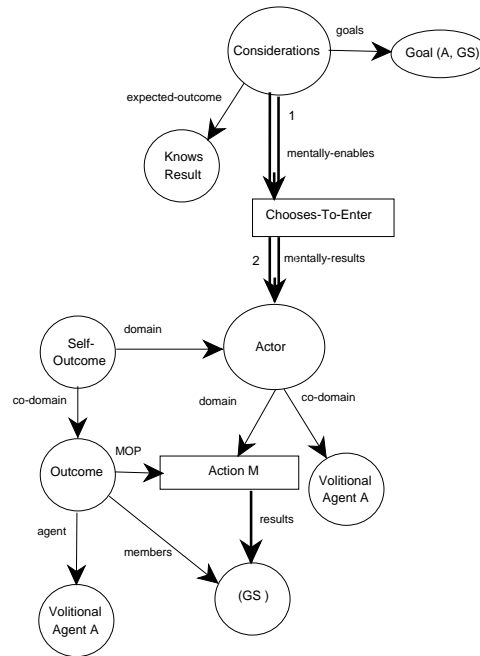 goals
Considerations
Goal (A, GS)
expected-outcome
1
Knows
Result
mentally-enables
Chooses-To-Enter
2
mentally-results
domain
Self-
Outcome
Actor
co-domain
domain
co-domain
MOP
Outcome
Action M
Volitional
Agent A
agent
members
results
(GS )
Volitional
Agent A